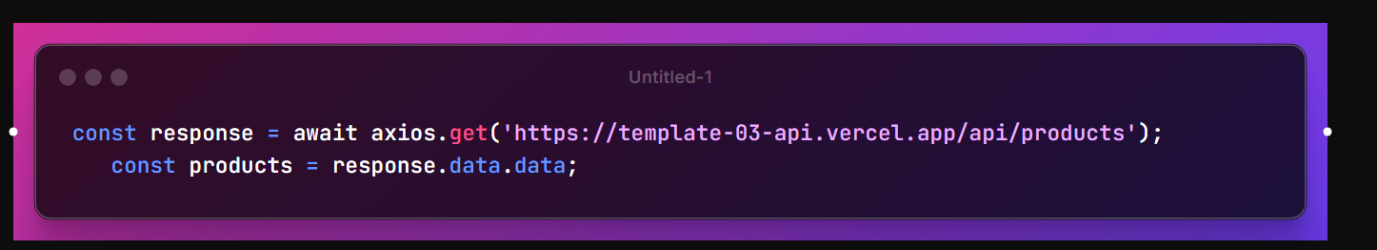 Untitled-1
const response = await axios.get('https://template-03-api.vercel.app/api/products');
const products = response.data.data;